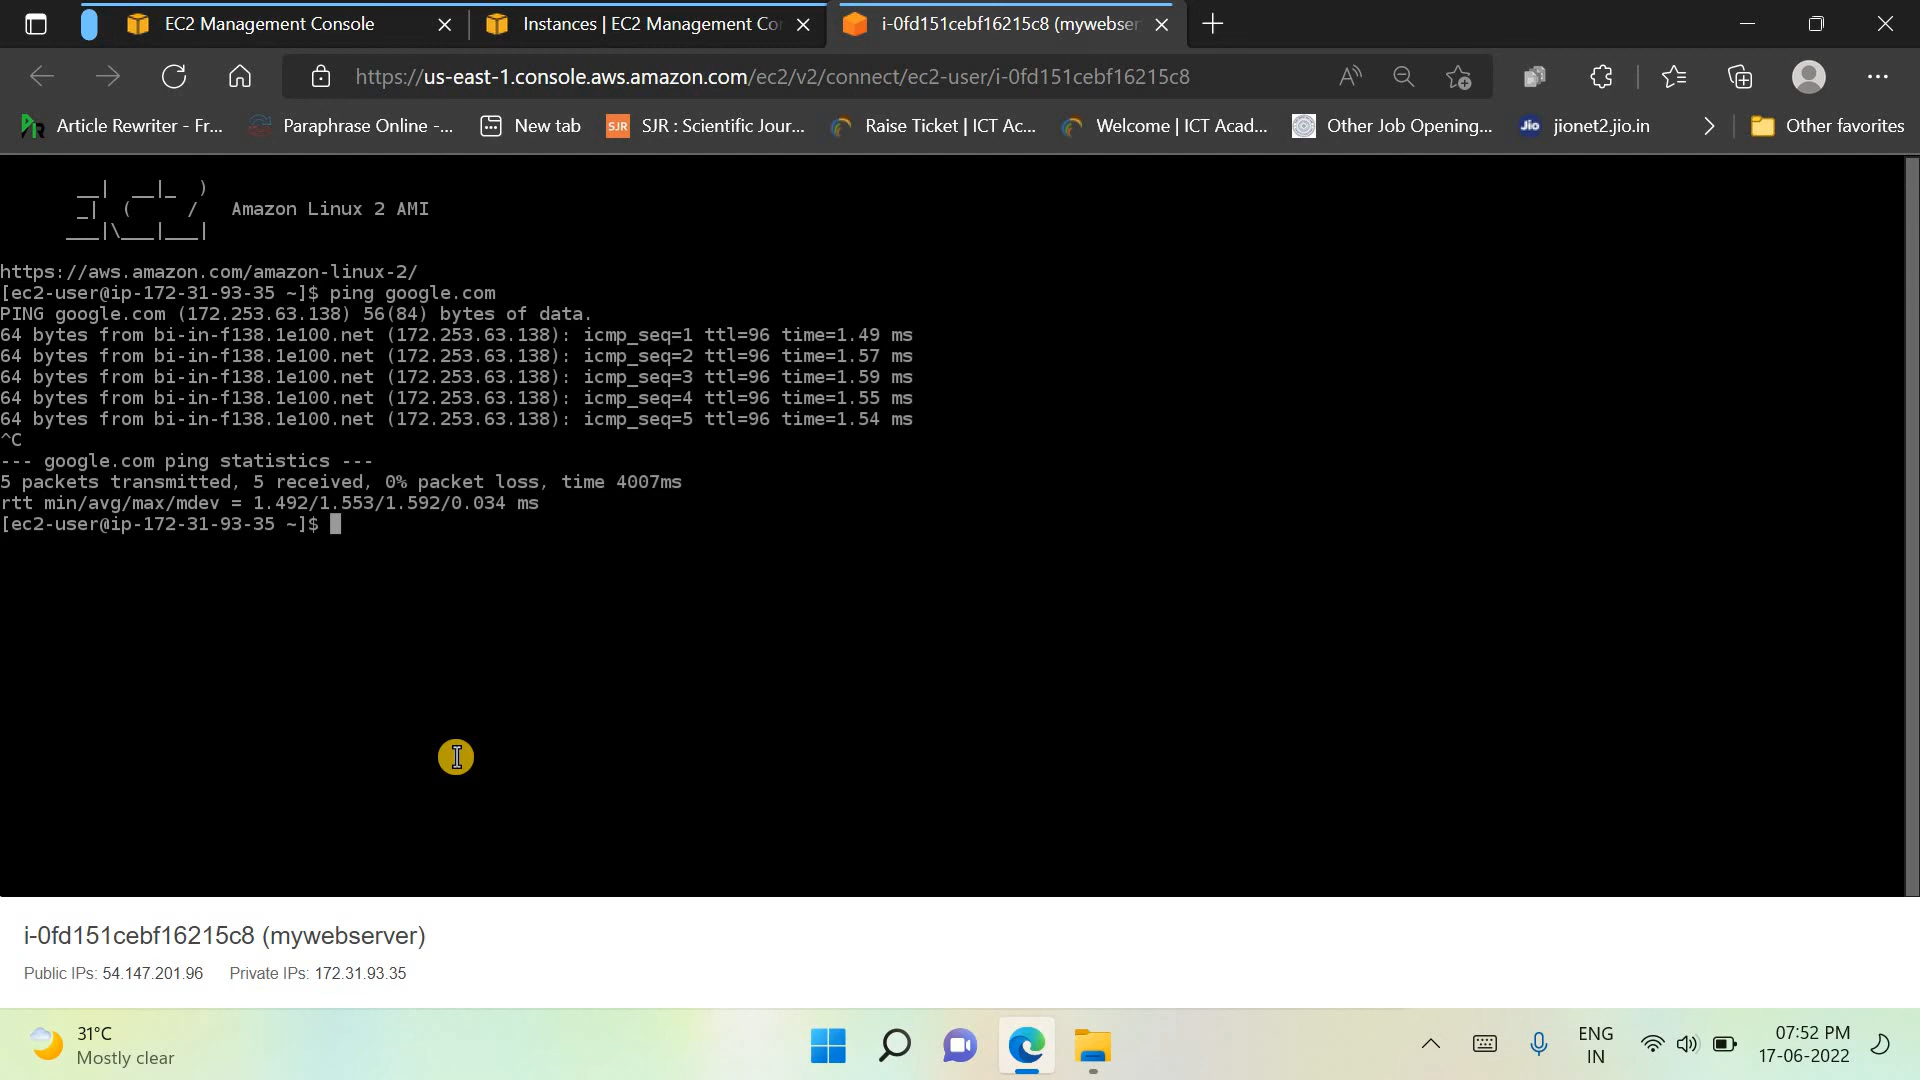 EC2 Management Console
Instances | EC2 Management Co
i-0fd151cebf16215c8 (mywebser
https://us-east-1.console.aws.amazon.com/ec2/v2/connect/ec2-user/i-0fd151cebf16215c8
Article Rewriter - Fr...
Paraphrase Online -...
New tab
SJR SJR : Scientific Jour...
Raise Ticket | ICT Ac...
Welcome | ICT Acad...
Other Job Opening...
Jio jionet2.jio.in
Other favorites
__|  __|_  )
_|  (     /   Amazon Linux 2 AMI
___|\___|___|
https://aws.amazon.com/amazon-linux-2/
[ec2-user@ip-172-31-93-35 ~]$ ping google.com
PING google.com (172.253.63.138) 56(84) bytes of data.
64 bytes from bi-in-f138.1e100.net (172.253.63.138): icmp_seq=1 ttl=96 time=1.49 ms
64 bytes from bi-in-f138.1e100.net (172.253.63.138): icmp_seq=2 ttl=96 time=1.57 ms
64 bytes from bi-in-f138.1e100.net (172.253.63.138): icmp_seq=3 ttl=96 time=1.59 ms
64 bytes from bi-in-f138.1e100.net (172.253.63.138): icmp_seq=4 ttl=96 time=1.55 ms
64 bytes from bi-in-f138.1e100.net (172.253.63.138): icmp_seq=5 ttl=96 time=1.54 ms
^C
--- google.com ping statistics ---
5 packets transmitted, 5 received, 0% packet loss, time 4007ms
rtt min/avg/max/mdev = 1.492/1.553/1.592/0.034 ms
[ec2-user@ip-172-31-93-35 ~]$
i-0fd151cebf16215c8 (mywebserver)
Public IPs: 54.147.201.96 Private IPs: 172.31.93.35
31°C
Mostly clear
ENG
IN
07:52 PM
17-06-2022